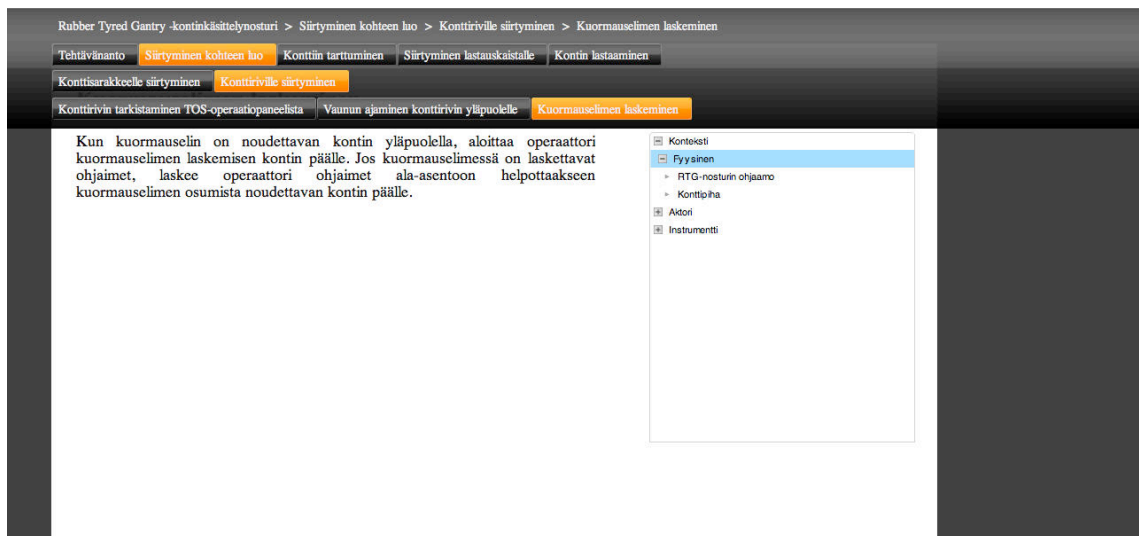 Rubber Tyred Gantry -kontinkäsittelynosturi > Siirtyminen kohteen luo > Konttiriville siirtyminen > Kuormauselimen laskeminen
Tehtävänanto Siirtyminen kohteen luo Konttiin tarttuminen Siirtyminen lastauskaistalle Kontin lastaaminen
Konttisarakkeelle siirtyminen Konttiriville siirtyminen
Konttirivin tarkistaminen TOS-operaatiopaneelista Vaunun ajaminen konttirivin yläpuolelle Kuormauselimen laskeminen
Kun kuormauselin on noudettavan kontin yläpuolella, aloittaa operaattori
kuormauselimen laskemisen kontin päälle. Jos kuormauselimessä on laskettavat
ohjaimet, laskee operaattori ohjaimet ala-asentoon helpottaakseen
kuormauselimen osumista noudettavan kontin päälle.
Konteksti
Fyysinen
RTG-nosturin ohjaamo
Konttipiha
Aktori
Instrumentti